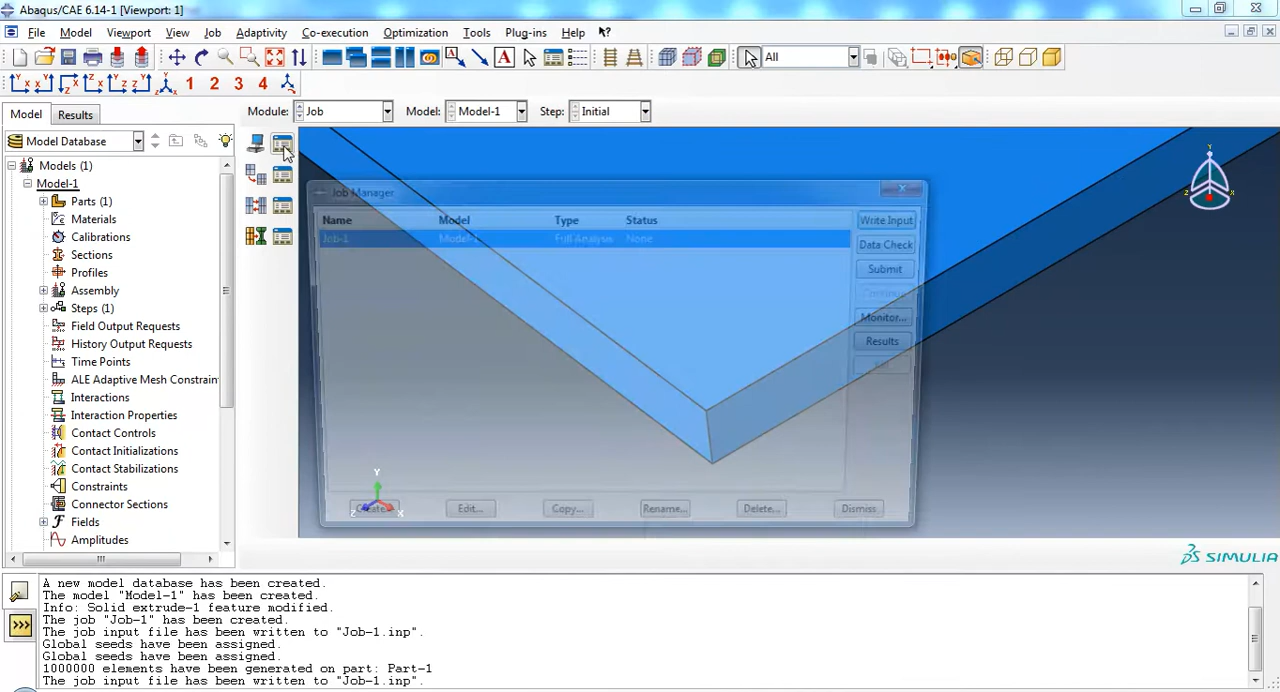 Abaqus/CAE 6.14-1 [Viewport: 1]
File Model Viewport View Job Adaptivity Co-execution Optimization Tools Plug-ins Help
All
1 2 3 4
Model Results
Module: Job Model: Model-1 Step: Initial
Model Database
Models (1)
Model-1
Parts (1)
Materials
Calibrations
Sections
Profiles
Assembly
Steps (1)
Field Output Requests
History Output Requests
Time Points
ALE Adaptive Mesh Constrain
Interactions
Interaction Properties
Contact Controls
Contact Initializations
Contact Stabilizations
Constraints
Connector Sections
Fields
Amplitudes
Job Manager
Name Model Type Status
Job-1 Model-1 Full Analysis None
Write Input
Data Check
Submit
Continue
Monitor...
Results
Create... Edit... Copy... Rename... Delete... Dismiss
Y
Z X
Y
Z X
SIMULIA
A new model database has been created.
The model "Model-1" has been created.
Info: Solid extrude-1 feature modified.
The job "Job-1" has been created.
The job input file has been written to "Job-1.inp".
Global seeds have been assigned.
Global seeds have been assigned.
1000000 elements have been generated on part: Part-1
The job input file has been written to "Job-1.inp".